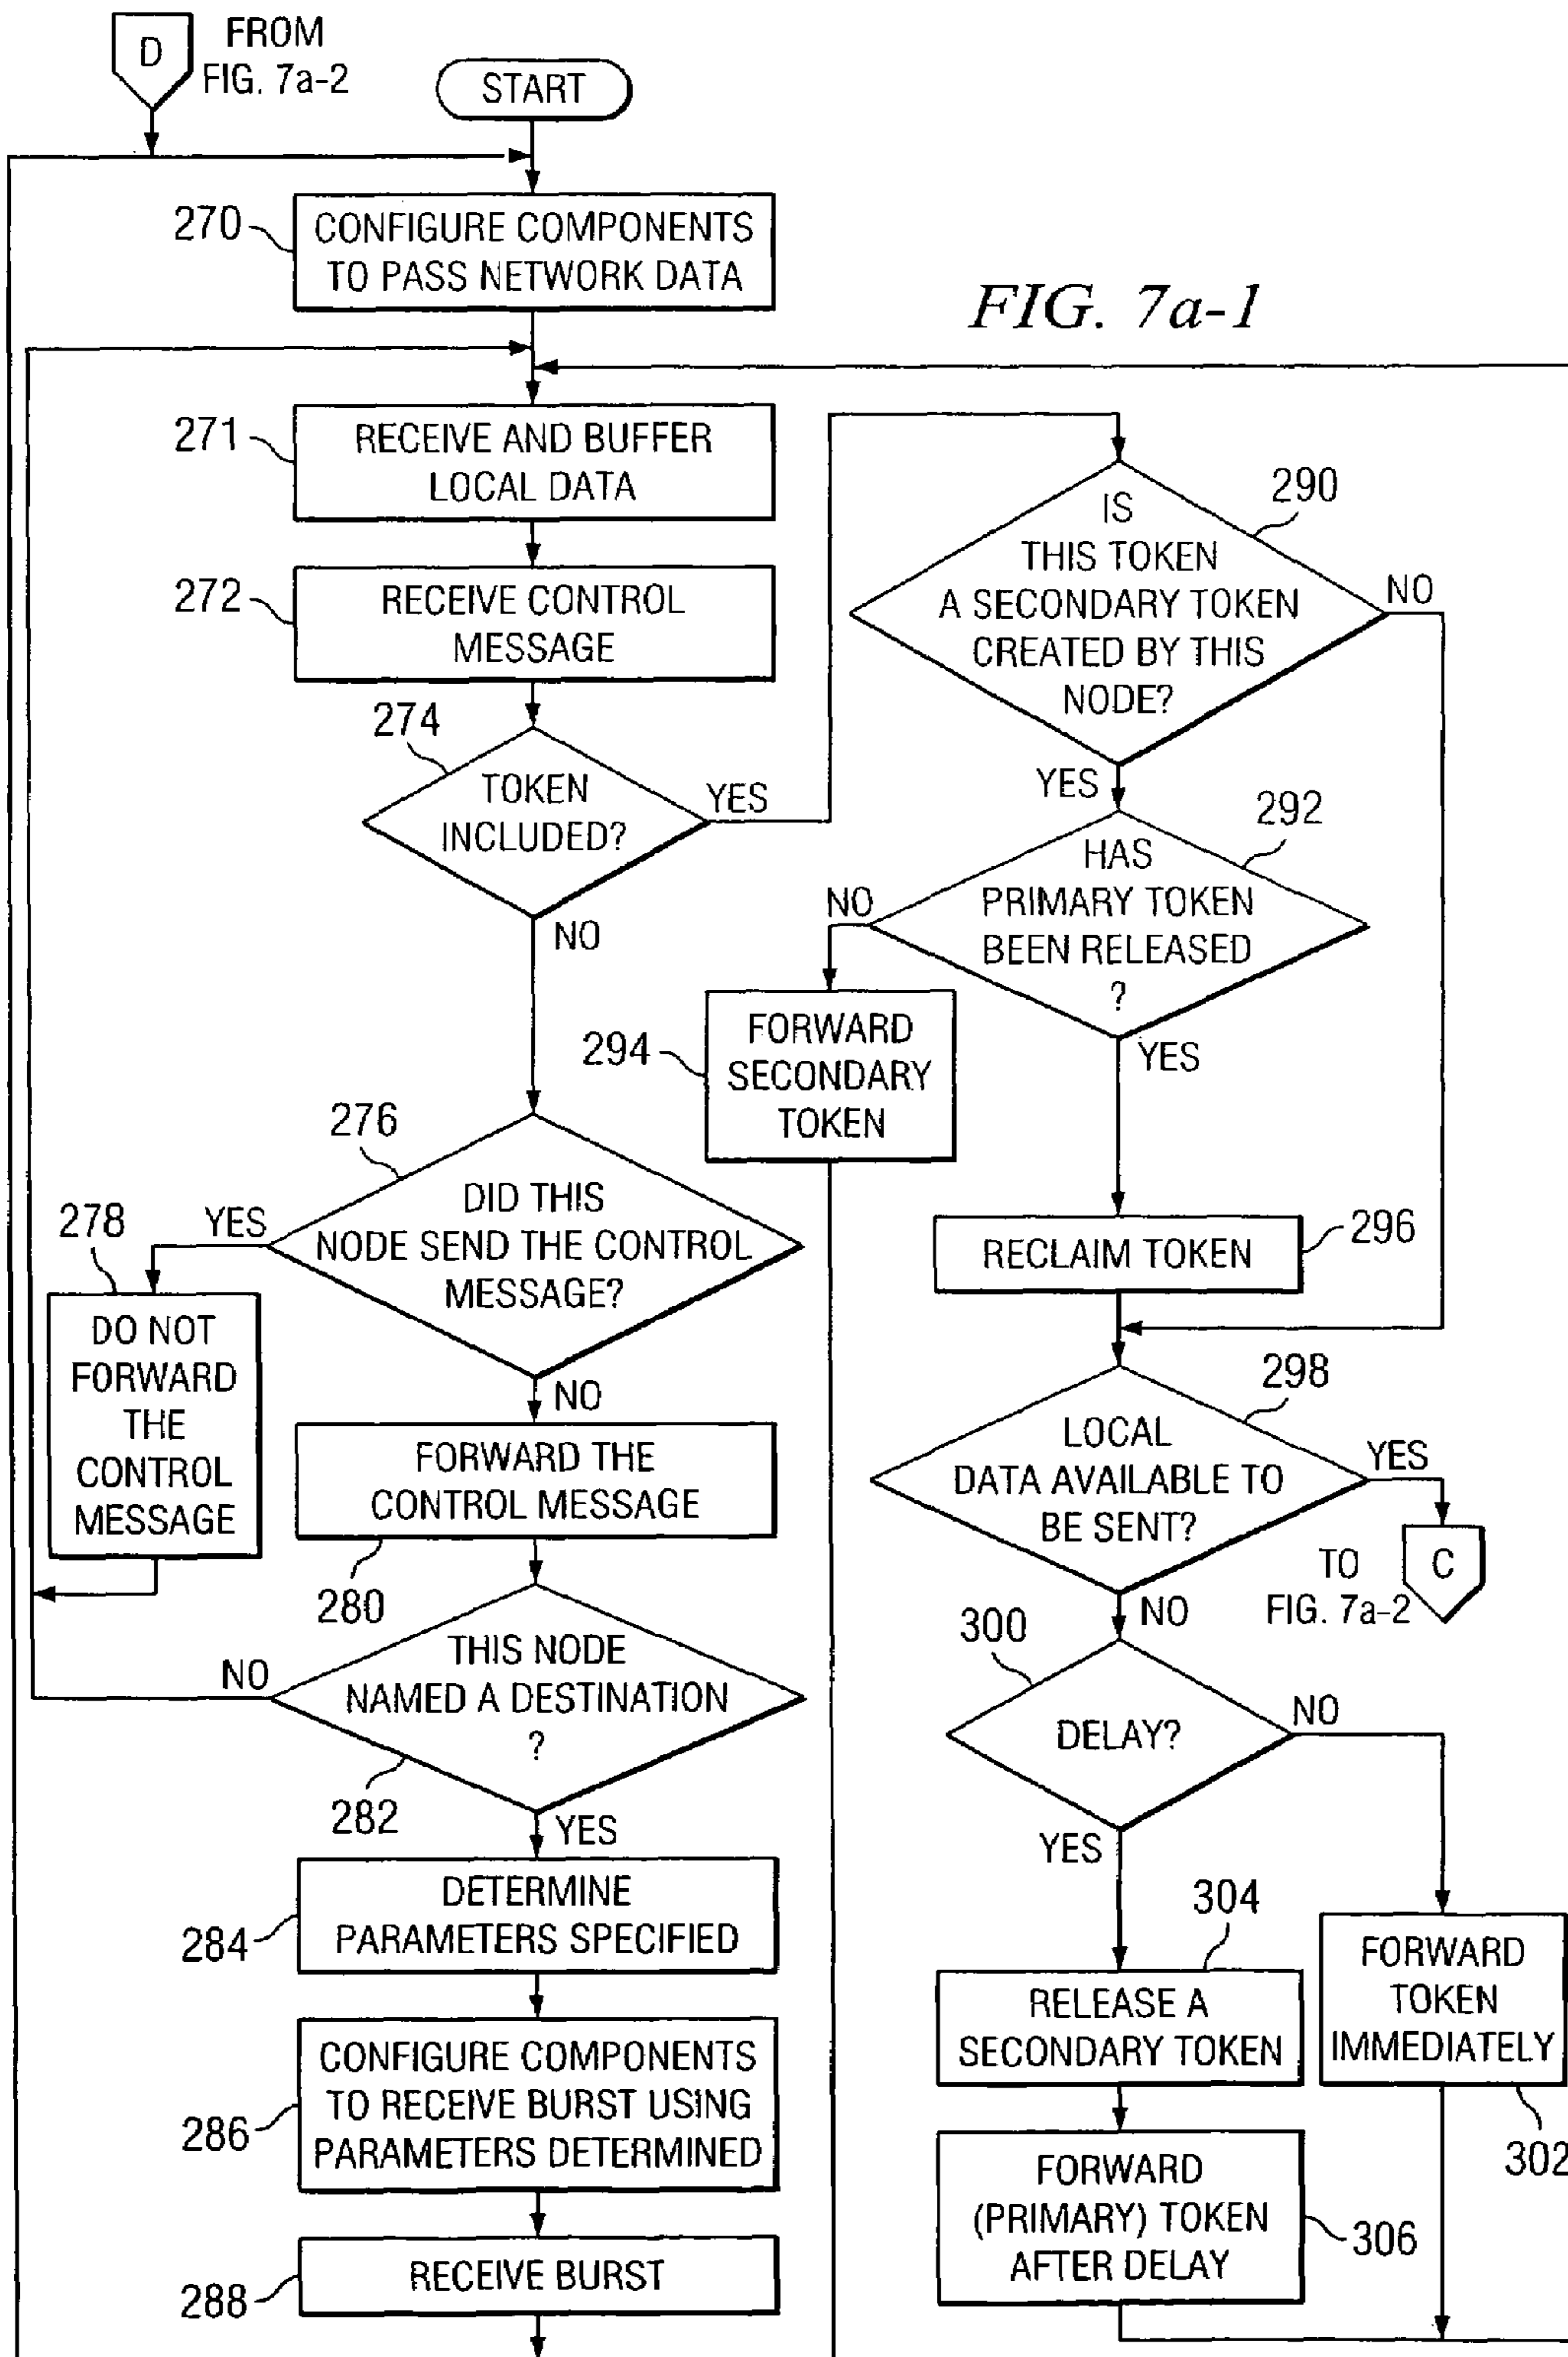 D
FROM
FIG. 7a-2
START
270
CONFIGURE COMPONENTS
TO PASS NETWORK DATA
FIG. 7a-1
271
RECEIVE AND BUFFER
LOCAL DATA
272
RECEIVE CONTROL
MESSAGE
274
TOKEN
INCLUDED?
YES
NO
290
IS
THIS TOKEN
A SECONDARY TOKEN
CREATED BY THIS
NODE?
NO
YES
292
HAS
PRIMARY TOKEN
BEEN RELEASED
?
NO
YES
294
FORWARD
SECONDARY
TOKEN
276
DID THIS
NODE SEND THE CONTROL
MESSAGE?
YES
NO
278
DO NOT
FORWARD
THE
CONTROL
MESSAGE
RECLAIM TOKEN
296
298
LOCAL
DATA AVAILABLE TO
BE SENT?
YES
NO
TO
FIG. 7a-2
C
FORWARD THE
CONTROL MESSAGE
280
THIS NODE
NAMED A DESTINATION
?
NO
282
YES
300
DELAY?
NO
YES
284
DETERMINE
PARAMETERS SPECIFIED
304
RELEASE A
SECONDARY TOKEN
FORWARD
TOKEN
IMMEDIATELY
302
286
CONFIGURE COMPONENTS
TO RECEIVE BURST USING
PARAMETERS DETERMINED
FORWARD
(PRIMARY) TOKEN
AFTER DELAY
306
288
RECEIVE BURST